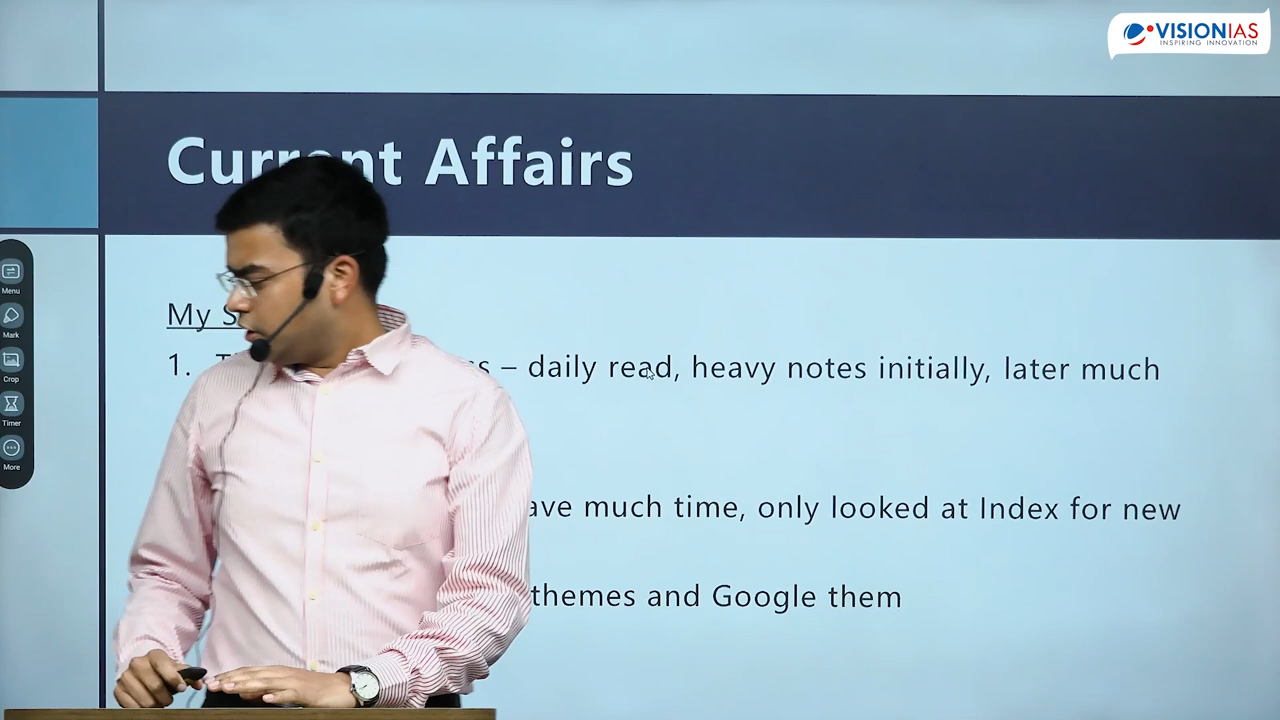 VISIONIAS
INSPIRING INNOVATION
Current Affairs
My S
1. – daily read, heavy notes initially, later much
much time, only looked at Index for new
themes and Google them
Menu
Mark
Crop
Timer
More